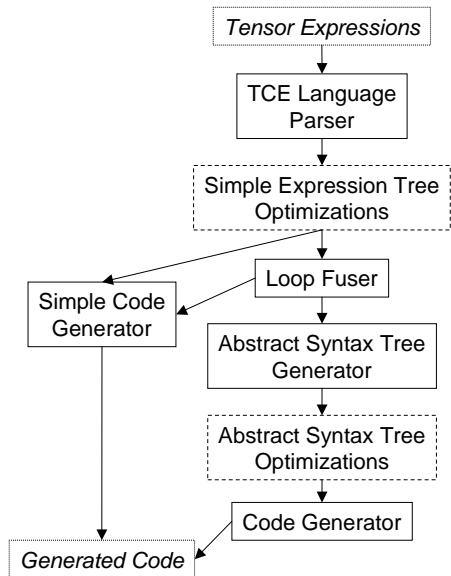 Tensor Expressions
TCE Language
Parser
Simple Expression Tree
Optimizations
Loop Fuser
Simple Code
Generator
Abstract Syntax Tree
Generator
Abstract Syntax Tree
Optimizations
Code Generator
Generated Code